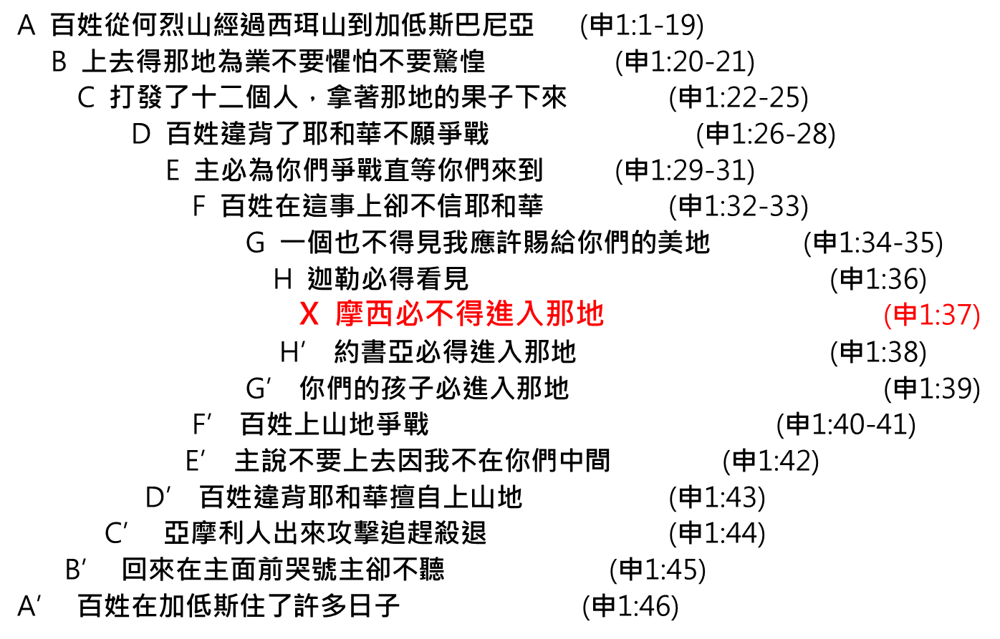 A 百姓從何烈山經過西珥山到加低斯巴尼亞 (申1:1-19)
B 上去得那地為業不要懼怕不要驚惶 (申1:20-21)
C 打發了十二個人，拿著那地的果子下來 (申1:22-25)
D 百姓違背了耶和華不願爭戰 (申1:26-28)
E 主必為你們爭戰直等你們來到 (申1:29-31)
F 百姓在這事上卻不信耶和華 (申1:32-33)
G 一個也不得見我應許賜給你們的美地 (申1:34-35)
H 迦勒必得看見 (申1:36)
X 摩西必不得進入那地 (申1:37)
H′ 約書亞必得進入那地 (申1:38)
G′ 你們的孩子必進入那地 (申1:39)
F′ 百姓上山地爭戰 (申1:40-41)
E′ 主說不要上去因我不在你們中間 (申1:42)
D′ 百姓違背耶和華擅自上山地 (申1:43)
C′ 亞摩利人出來攻擊追趕殺退 (申1:44)
B′ 回來在主面前哭號主卻不聽 (申1:45)
A′ 百姓在加低斯住了許多日子 (申1:46)